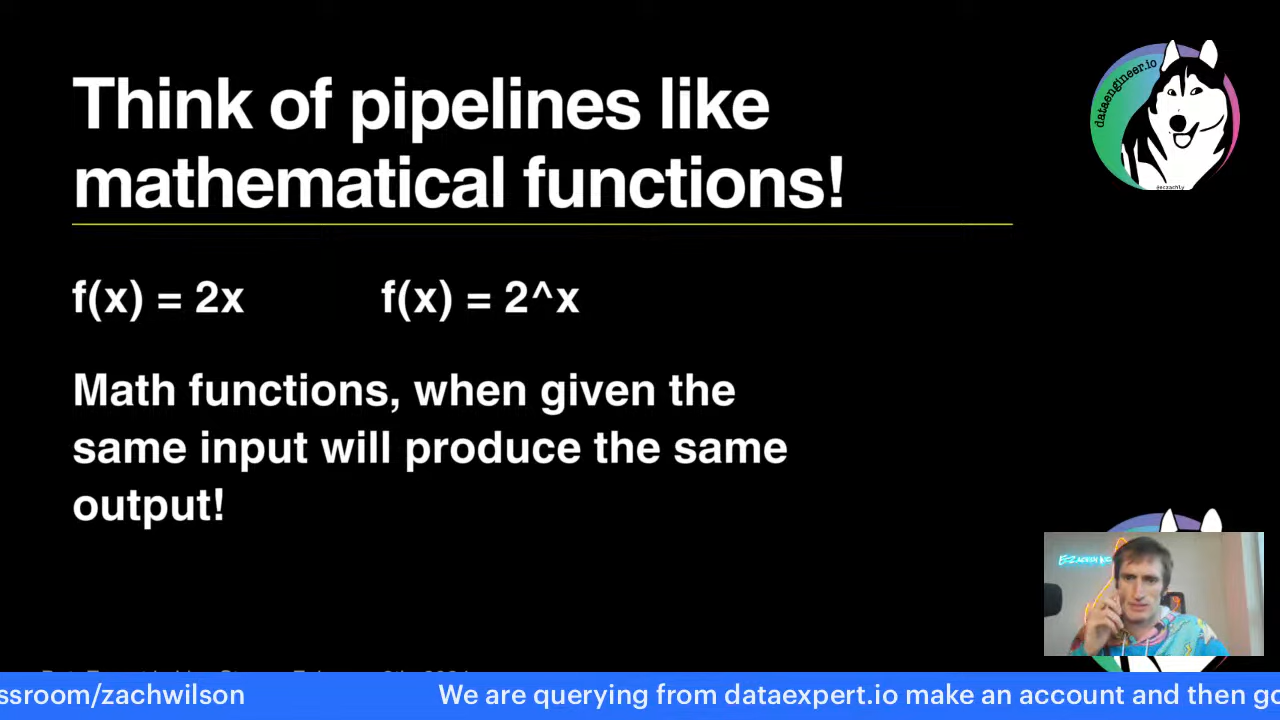 Think of pipelines like
mathematical functions!
dataengineer.io
@eczachly
f(x) = 2x f(x) = 2^x
Math functions, when given the
same input will produce the same
output!
ssroom/zachwilson We are querying from dataexpert.io make an account and then go